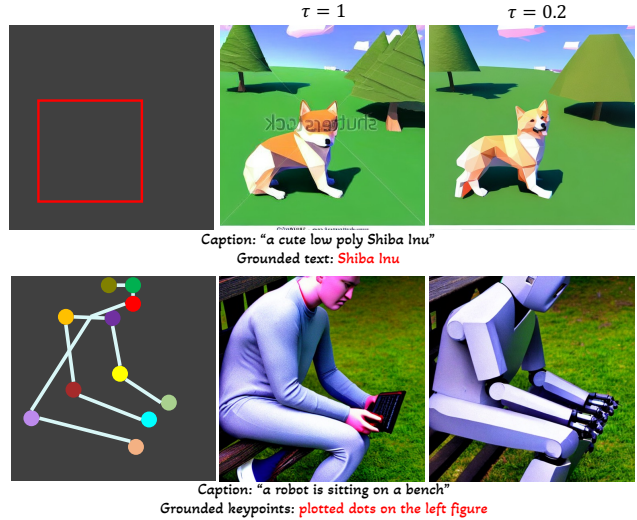 τ = 1
τ = 0.2
shutterstock
Caption: "a cute low poly Shiba Inu"
Grounded text: Shiba Inu
Caption: "a robot is sitting on a bench"
Grounded keypoints: plotted dots on the left figure